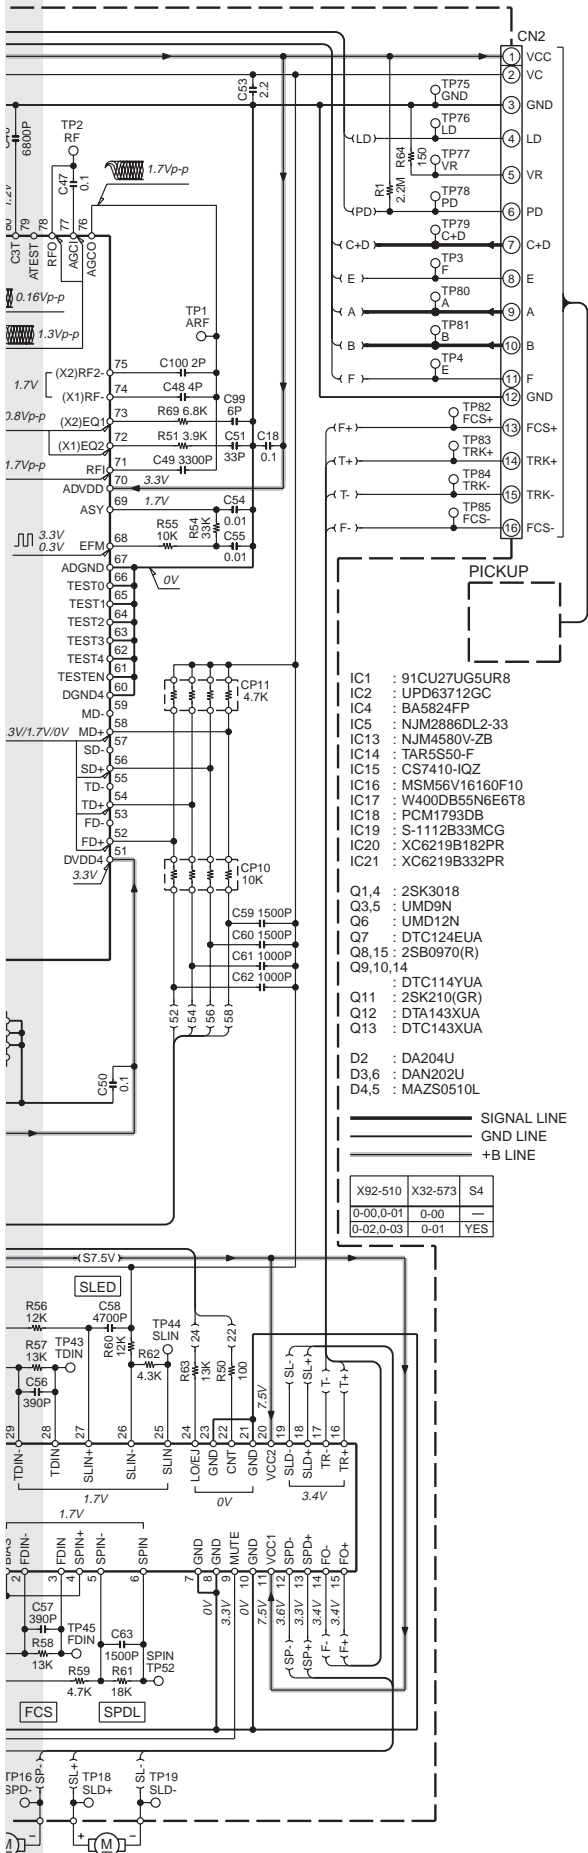 CN2
1 VCC
2 VC
3 GND
4 LD
5 VR
6 PD
7 C+D
8 E
9 A
10 B
11 F
12 GND
13 FCS+
14 TRK+
15 TRK-
16 FCS-
C53
2.2
TP75
GND
TP76
LD
TP77
VR
TP78
PD
TP79
C+D
TP3
F
TP80
A
TP81
B
TP4
E
TP82
FCS+
TP83
TRK+
TP84
TRK-
TP85
FCS-
R64
150
R1
2.2M
(LD)
(PD)
(C+D)
(E)
(A)
(B)
(F)
(F+)
(T+)
(T-)
(F-)
PICKUP
6800P
TP2
RF
C47
0.1
1.7Vp-p
79
78
77
76
C3T
ATEST
RFO
AGCI
AGCO
0.16Vp-p
1.3Vp-p
TP1
ARF
1.7V
(X2)RF2- 75
(X1)RF- 74
0.8Vp-p
(X2)EQ1 73
(X1)EQ2 72
1.7Vp-p
RFI 71
ADVDD 70
3.3V
ASY 69
1.7V
3.3V
0.3V
EFM 68
ADGND 67
0V
TEST0 66
TEST1 65
TEST2 64
TEST3 63
TEST4 62
TESTEN 61
DGND4 60
MD- 59
MD+ 58
3V/1.7V/0V
SD- 57
SD+ 56
TD- 55
TD+ 54
FD- 53
FD+ 52
DVDD4 51
3.3V
C100 2P
C48 4P
C99
6P
R69 6.8K
R51 3.9K
C51
33P
C18
0.1
C49 3300P
C54
0.01
R55
10K
R54
33K
C55
0.01
CP11
4.7K
CP10
10K
C59 1500P
C60 1500P
C61 1000P
C62 1000P
52
54
56
58
C50
0.1
IC1 : 91CU27UG5UR8
IC2 : UPD63712GC
IC4 : BA5824FP
IC5 : NJM2886DL2-33
IC13 : NJM4580V-ZB
IC14 : TAR5S50-F
IC15 : CS7410-IQZ
IC16 : MSM56V16160F10
IC17 : W400DB55N6E6T8
IC18 : PCM1793DB
IC19 : S-1112B33MCG
IC20 : XC6219B182PR
IC21 : XC6219B332PR
Q1,4 : 2SK3018
Q3,5 : UMD9N
Q6 : UMD12N
Q7 : DTC124EUA
Q8,15 : 2SB0970(R)
Q9,10,14
: DTC114YUA
Q11 : 2SK210(GR)
Q12 : DTA143XUA
Q13 : DTC143XUA
D2 : DA204U
D3,6 : DAN202U
D4,5 : MAZS0510L
SIGNAL LINE
GND LINE
+B LINE
X92-510 X32-573 S4
0-00,0-01 0-00 —
0-02,0-03 0-01 YES
(S7.5V)
SLED
R56
12K
R57
13K
C56
390P
TP43
TDIN
C58
4700P
R60
12K
R62
4.3K
TP44
SLIN
R63
13K
R50
100
24
22
7.5V
SL-
SL+
T-
T+
29
28
27
26
25
24
23
22
21
20
19
18
17
16
TDIN-
TDIN
SLIN+
SLIN-
SLIN
LO/EJ
GND
CNT
GND
VCC2
SLD-
SLD+
TR-
TR+
1.7V
0V
3.4V
1.7V
FDIN-
FDIN
SPIN+
SPIN-
SPIN
GND
GND
MUTE
GND
VCC1
SPD-
SPD+
FO-
FO+
2
3
4
5
6
7
8
9
10
11
12
13
14
15
0V
3.3V
0V
7.5V
3.6V
3.3V
3.4V
3.4V
SP-
SP+
F-
F+
C57
390P
R58
13K
TP45
FDIN
C63
1500P
R59
4.7K
R61
18K
SPIN
TP52
FCS
SPDL
TP16
SPD-
SP-
SL+
TP18
SLD+
SL-
TP19
SLD-
M
-
+
M
-